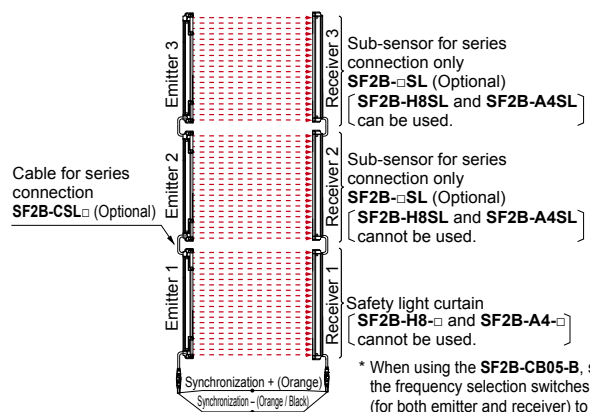 Emitter 3
Receiver 3
Sub-sensor for series
connection only
SF2B-□SL (Optional)
SF2B-H8SL and SF2B-A4SL
can be used.
Emitter 2
Receiver 2
Sub-sensor for series
connection only
SF2B-□SL (Optional)
SF2B-H8SL and SF2B-A4SL
cannot be used.
Cable for series
connection
SF2B-CSL□ (Optional)
Emitter 1
Receiver 1
Safety light curtain
SF2B-H8-□ and SF2B-A4-□
cannot be used.
Synchronization + (Orange)
Synchronization – (Orange / Black)
* When using the SF2B-CB05-B,
the frequency selection switches
(for both emitter and receiver) to